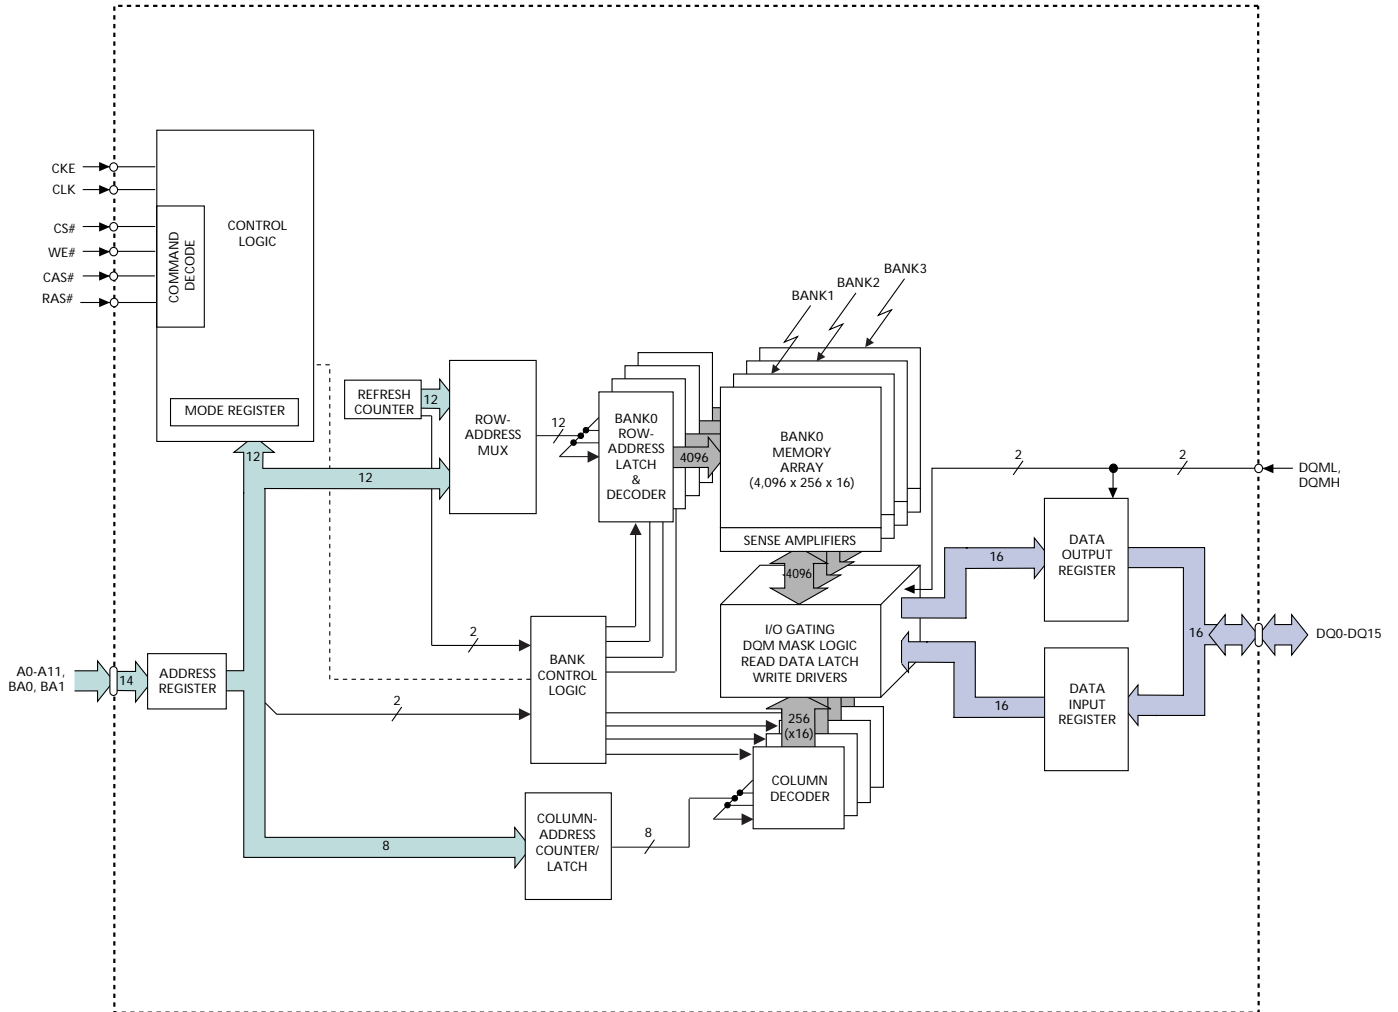 CKE
CLK
CS#
WE#
CAS#
RAS#
COMMAND
DECODE
CONTROL
LOGIC
MODE REGISTER
12
12
REFRESH
COUNTER
12
ROW-
ADDRESS
MUX
12
BANK0
ROW-
ADDRESS
LATCH
&
DECODER
4096
BANK1
BANK2
BANK3
BANK0
MEMORY
ARRAY
(4,096 x 256 x 16)
SENSE AMPLIFIERS
4096
I/O GATING
DQM MASK LOGIC
READ DATA LATCH
WRITE DRIVERS
2
2
DQML,
DQMH
DATA
OUTPUT
REGISTER
16
16
DQ0-DQ15
DATA
INPUT
REGISTER
16
A0-A11,
BA0, BA1
14
ADDRESS
REGISTER
2
2
BANK
CONTROL
LOGIC
256
(x16)
COLUMN
DECODER
8
COLUMN-
ADDRESS
COUNTER/
LATCH
8